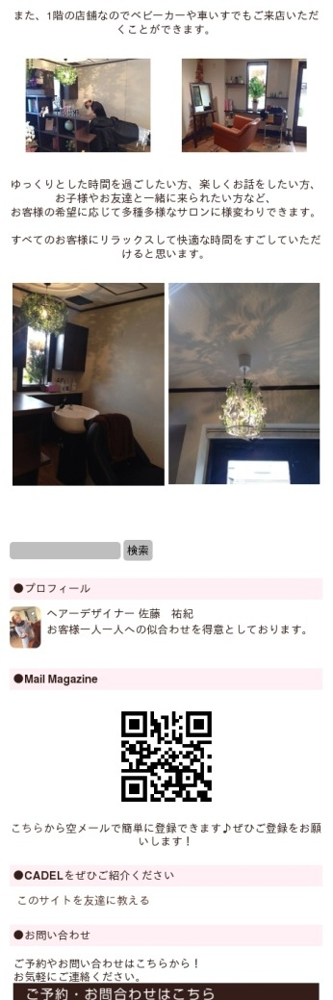 また、1階の店舗なのでベビーカーや車いすでもご来店いただ
くことができます。
ゆっくりとした時間を過ごしたい方、楽しくお話をしたい方、
お子様やお友達と一緒に来られたい方など、
お客様の希望に応じて多種多様なサロンに様変わりできます。
すべてのお客様にリラックスして快適な時間をすごしていただ
けると思います。
検索
●プロフィール
ヘアーデザイナー 佐藤　祐紀
お客様一人一人への似合わせを得意としております。
●Mail Magazine
こちらから空メールで簡単に登録できます♪ぜひご登録をお願
いします！
●CADELをぜひご紹介ください
このサイトを友達に教える
●お問い合わせ
ご予約やお問い合わせはこちらから！
お気軽にご連絡ください。
ご予約・お問合わせはこちら